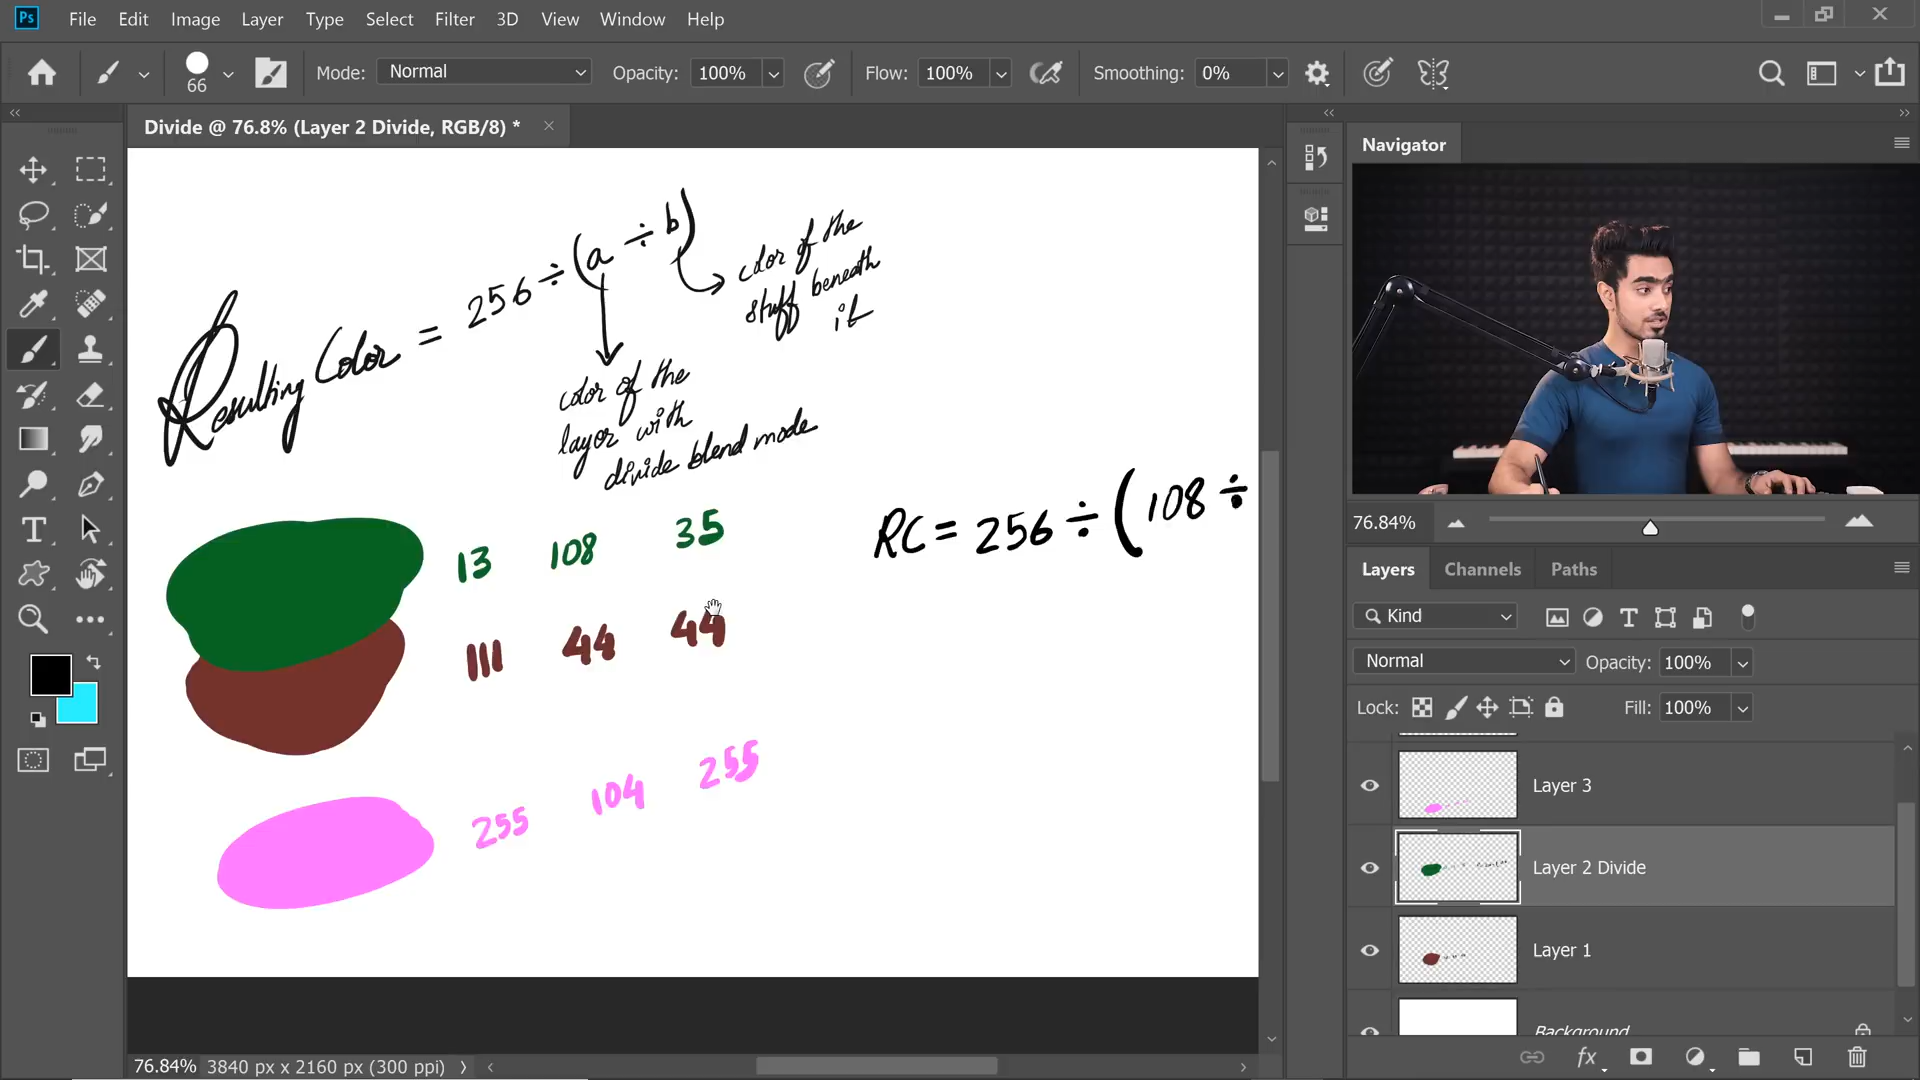 Ps File Edit Image Layer Type Select Filter 3D View Window Help
66 Mode: Normal Opacity: 100% Flow: 100% Smoothing: 0%
Divide @ 76.8% (Layer 2 Divide, RGB/8) *
Resulting Color = 256 ÷ (a ÷ b)
color of the
stuff beneath
it
color of the
layer with
divide blend mode
13 108 35
111 44 44
255 104 255
RC = 256 ÷ (108 ÷
76.84% 3840 px x 2160 px (300 ppi)
Navigator
76.84%
Layers Channels Paths
Kind
Normal Opacity: 100%
Lock: Fill: 100%
Layer 3
Layer 2 Divide
Layer 1
Background
fx